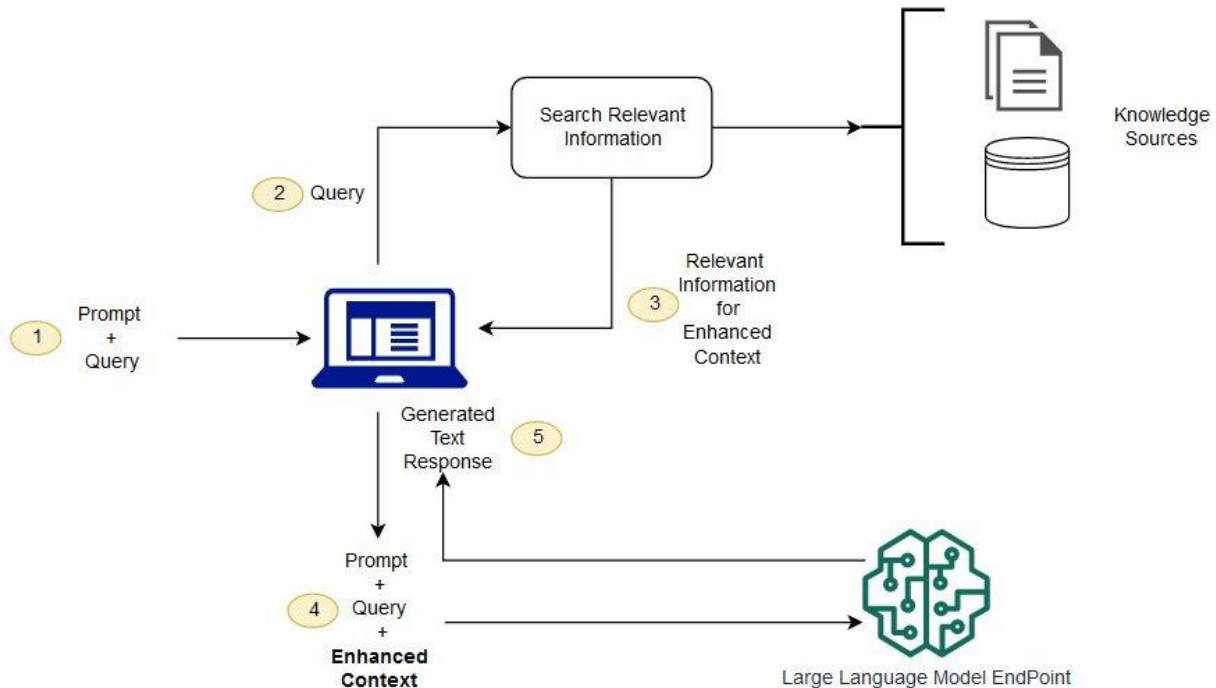 Search Relevant
Information
Knowledge
Sources
2
Query
Relevant
Information
for
Enhanced
Context
3
1
Prompt
+
Query
Generated
Text
Response
5
Prompt
+
Query
+
Enhanced
Context
4
Large Language Model EndPoint